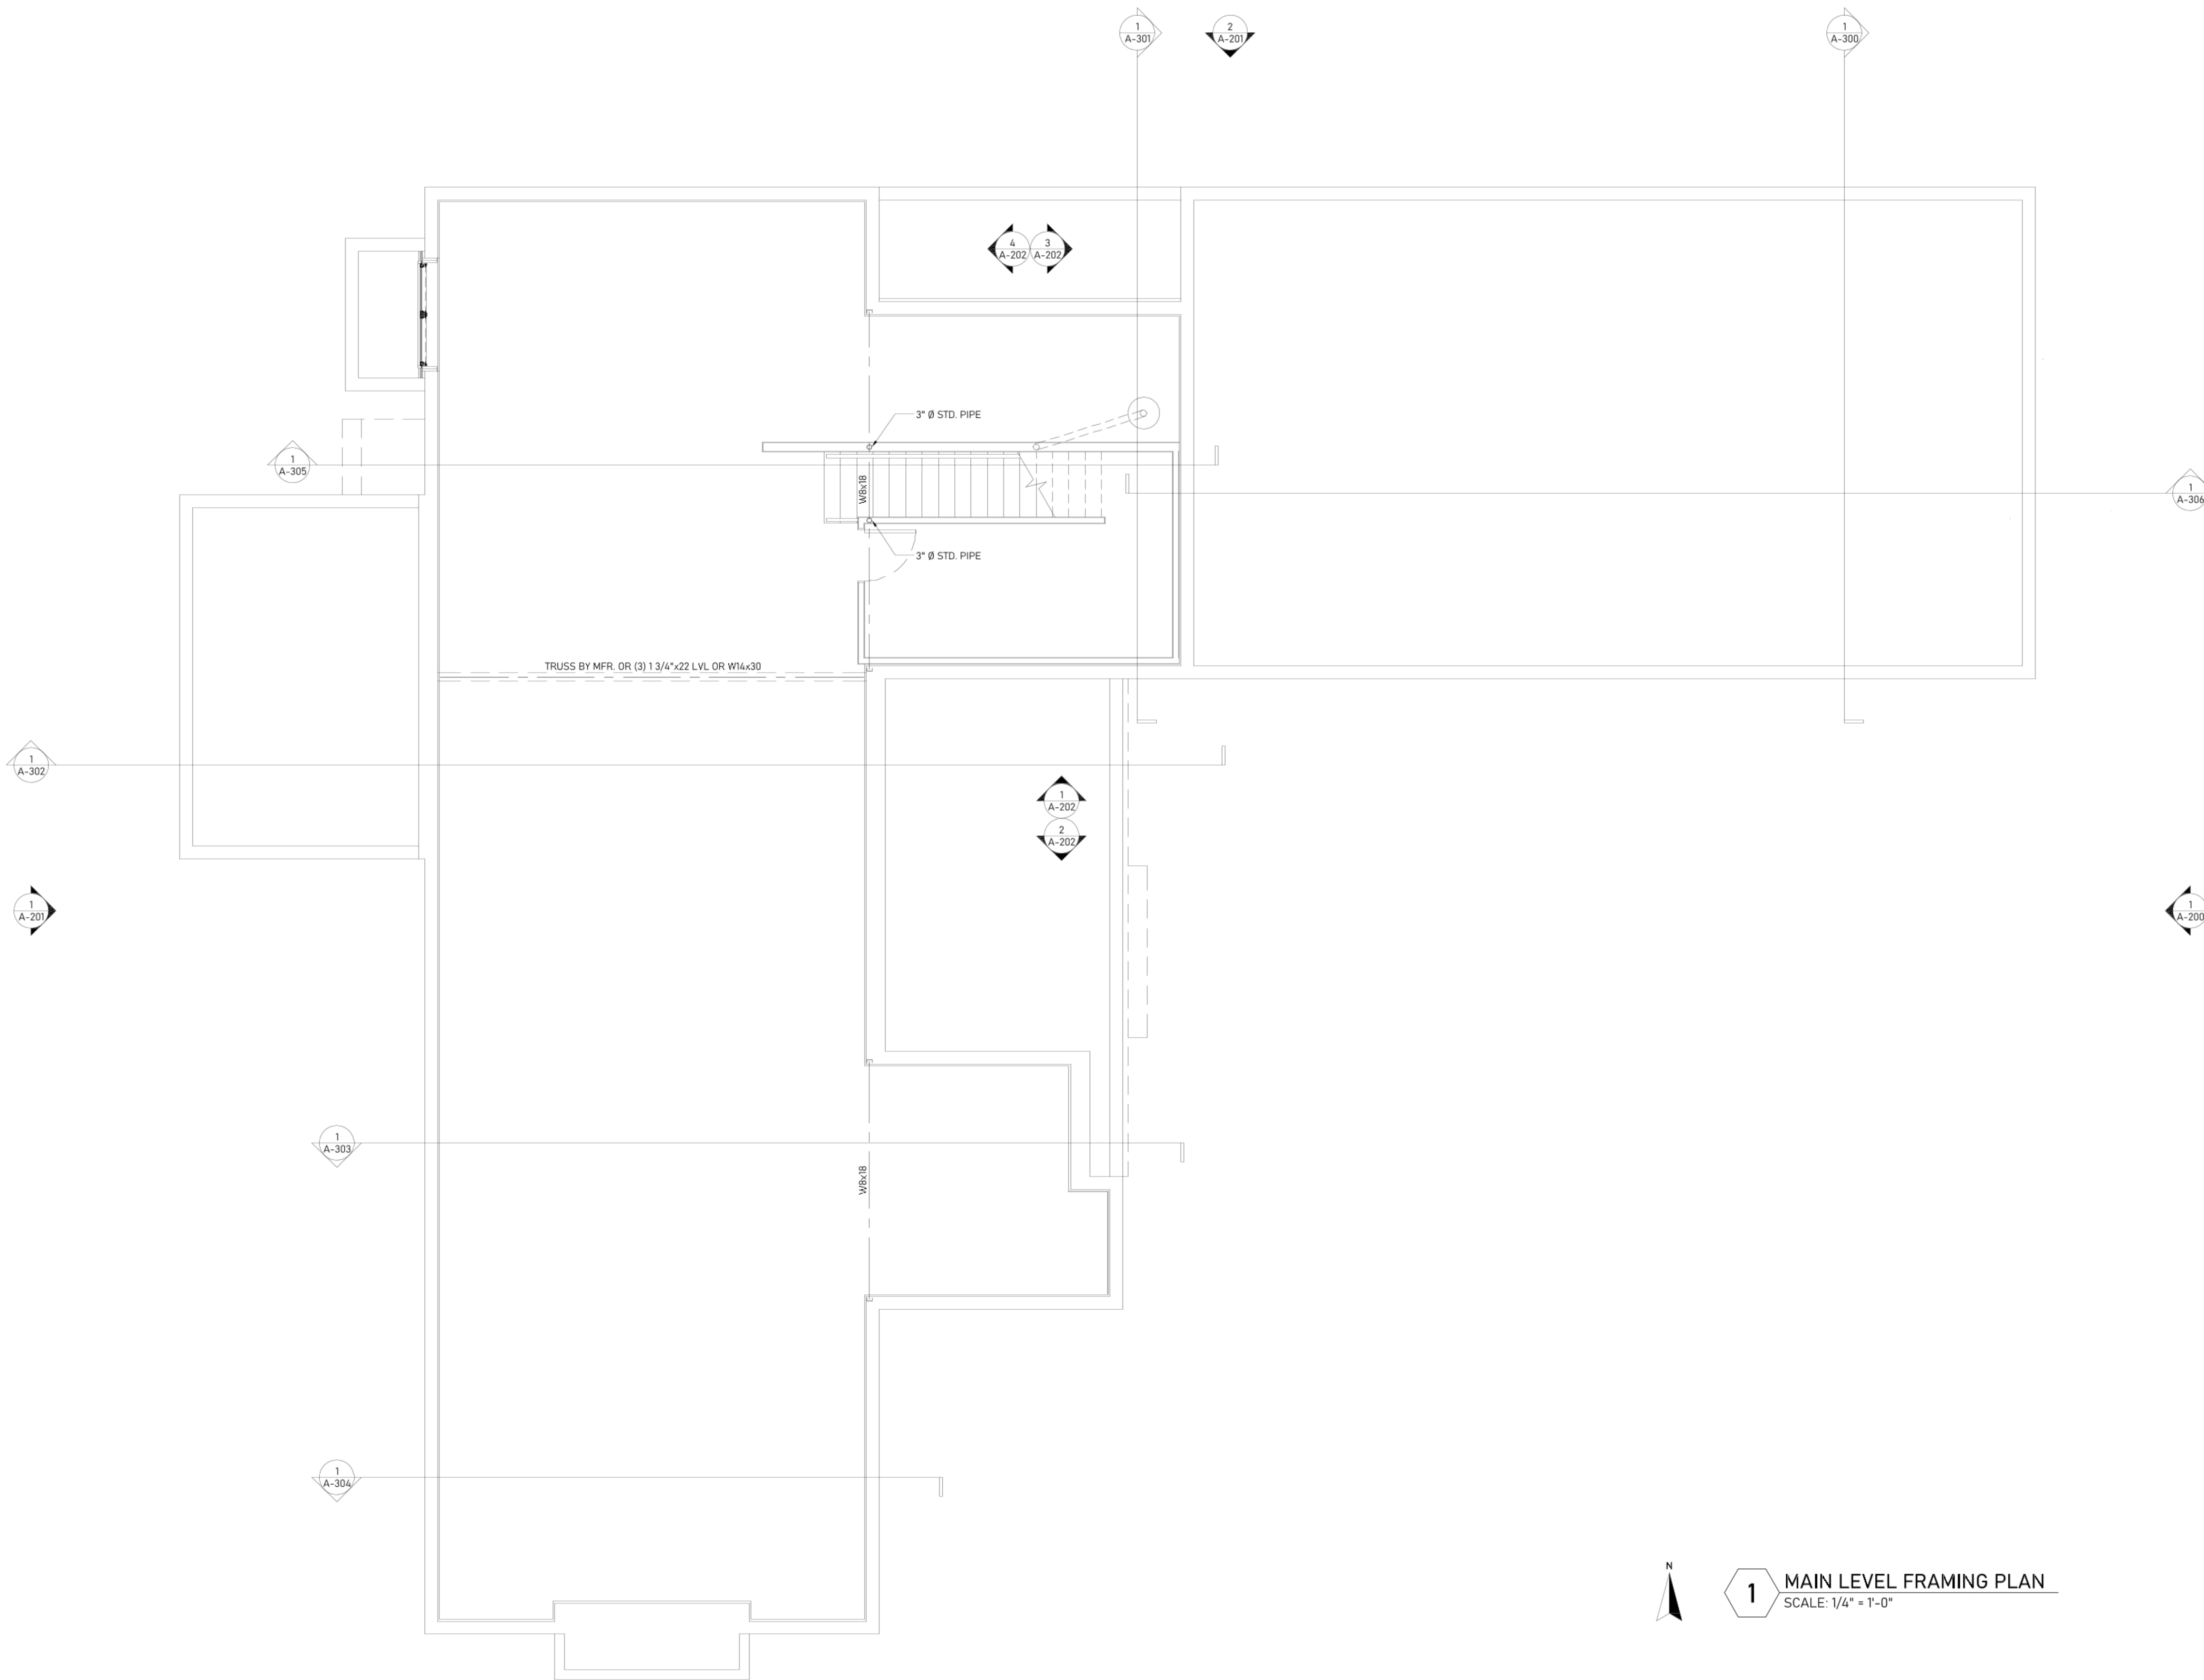 1
A-301
2
A-201
1
A-300
4
A-202
3
A-202
3" Ø STD. PIPE
1
A-305
W8x18
1
A-306
3" Ø STD. PIPE
TRUSS BY MFR. OR (3) 1 3/4"x22 LVL OR W14x30
1
A-302
1
A-202
2
A-202
1
A-201
1
A-200
1
A-303
W8x18
1
A-304
N
1
MAIN LEVEL FRAMING PLAN
SCALE: 1/4" = 1'-0"